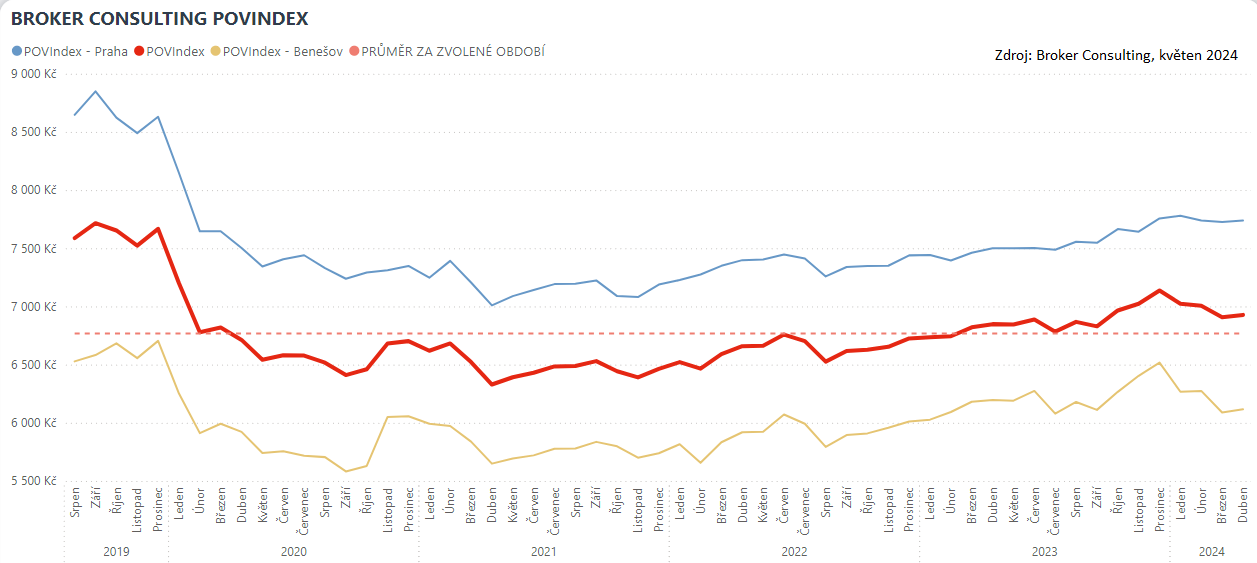 BROKER CONSULTING POVINDEX
POVIndex - Praha POVIndex POVIndex - Benešov PRŮMĚR ZA ZVOLENÉ OBDOBÍ
Zdroj: Broker Consulting, květen 2024
9 000 Kč
8 500 Kč
8 000 Kč
7 500 Kč
7 000 Kč
6 500 Kč
6 000 Kč
5 500 Kč
Srpen Září Říjen Listopad Prosinec Leden Únor Březen Duben Květen Červen Červenec Srpen Září Říjen Listopad Prosinec Leden Únor Březen Duben Květen Červen Červenec Srpen Září Říjen Listopad Prosinec Leden Únor Březen Duben Květen Červen Červenec Srpen Září Říjen Listopad Prosinec Leden Únor Březen Duben Květen Červen Červenec Srpen Září Říjen Listopad Prosinec Leden Únor Březen Duben
2019 2020 2021 2022 2023 2024